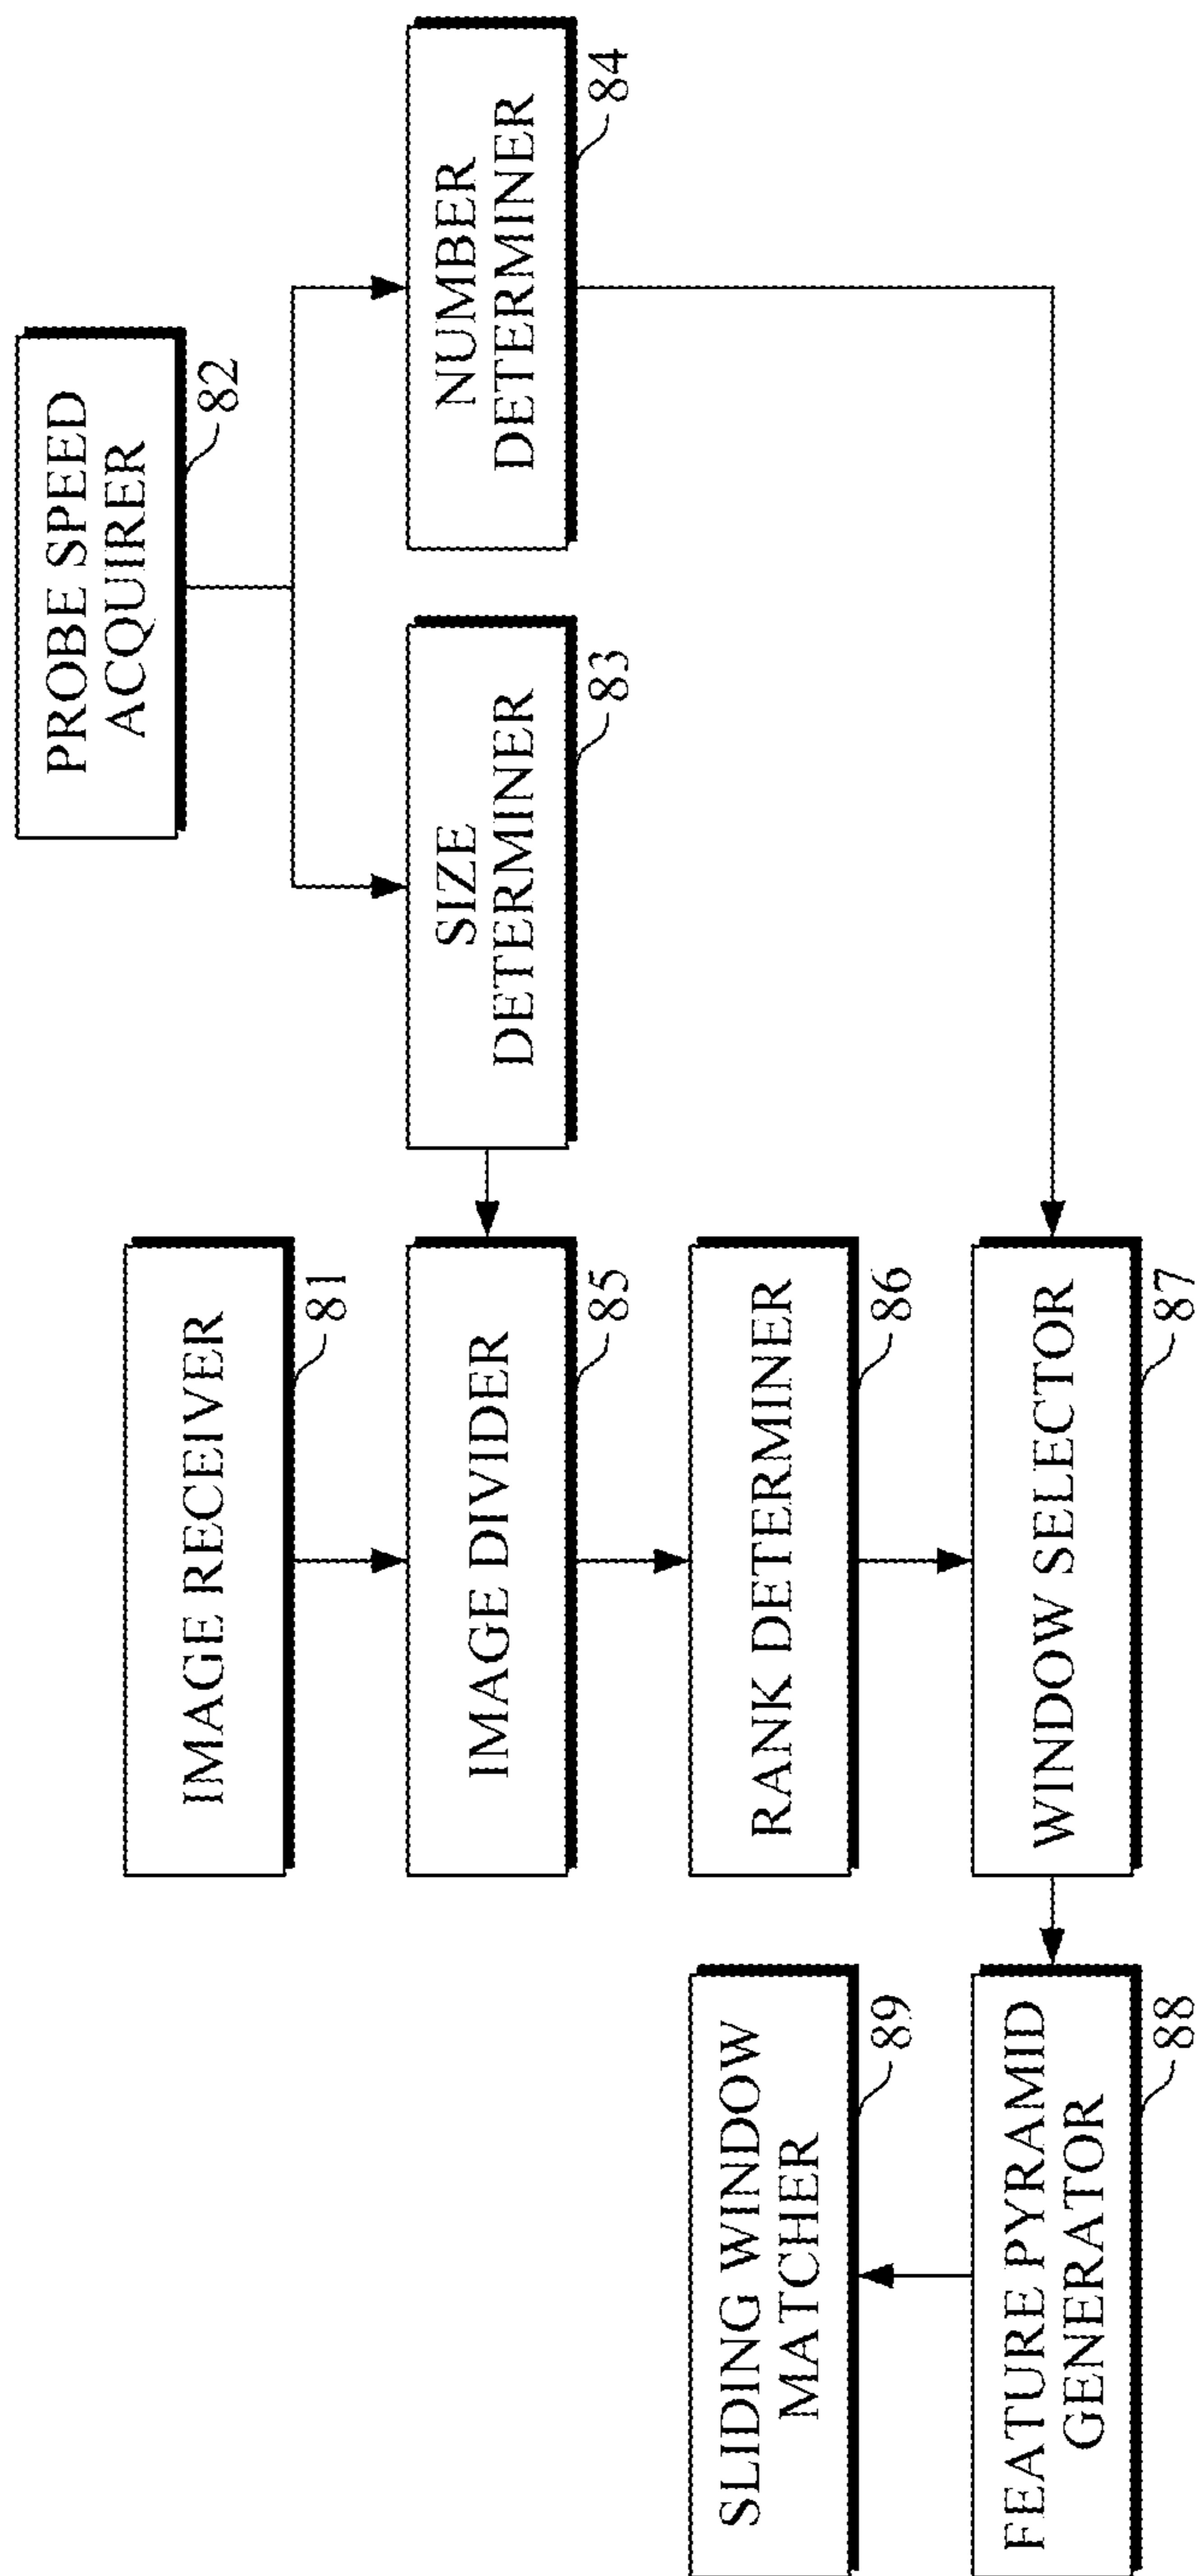 PROBE SPEED
ACQUIRER
82
NUMBER
DETERMINER
84
SIZE
DETERMINER
83
IMAGE RECEIVER
81
IMAGE DIVIDER
85
RANK DETERMINER
86
WINDOW SELECTOR
87
SLIDING WINDOW
MATCHER
89
FEATURE PYRAMID
GENERATOR
88